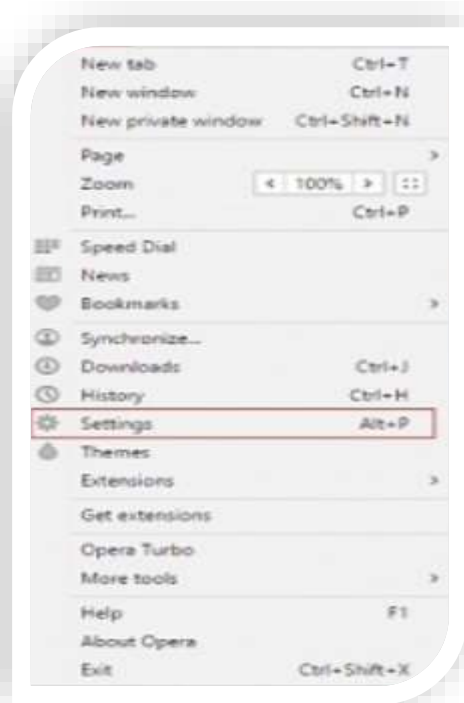 New tab Ctrl+T
New window Ctrl+N
New private window Ctrl+Shift+N
Page >
Zoom < 100% >
Print... Ctrl+P
Speed Dial
News
Bookmarks >
Synchronize...
Downloads Ctrl+J
History Ctrl+H
Settings Alt+P
Themes
Extensions >
Get extensions
Opera Turbo
More tools >
Help F1
About Opera
Exit Ctrl+Shift+X